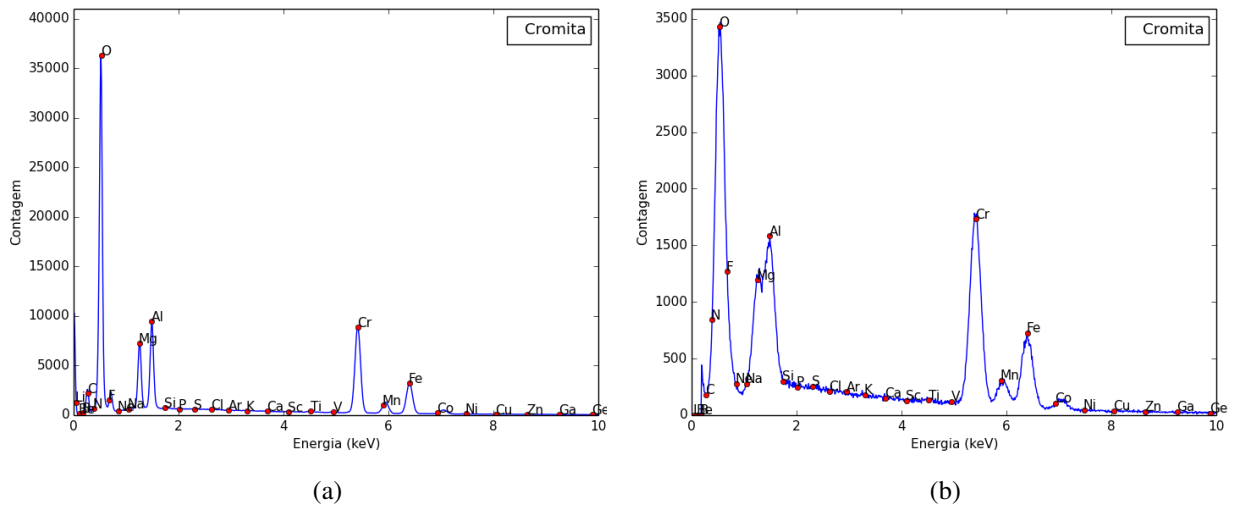 Cromita
40000
35000
30000
25000
20000
15000
10000
5000
0
Contagem
O
Mg
Al
C
N
F
Ne
Na
Si
P
S
Cl
Ar
K
Ca
Sc
Ti
V
Cr
Mn
Fe
Co
Ni
Cu
Zn
Ga
Ge
0
2
4
6
8
10
Energia (keV)
(a)
Cromita
3500
3000
2500
2000
1500
1000
500
0
Contagem
O
F
N
C
Ne
Na
Mg
Al
Si
P
S
Cl
Ar
K
Ca
Sc
Ti
V
Cr
Mn
Fe
Co
Ni
Cu
Zn
Ga
Ge
0
2
4
6
8
10
Energia (keV)
(b)